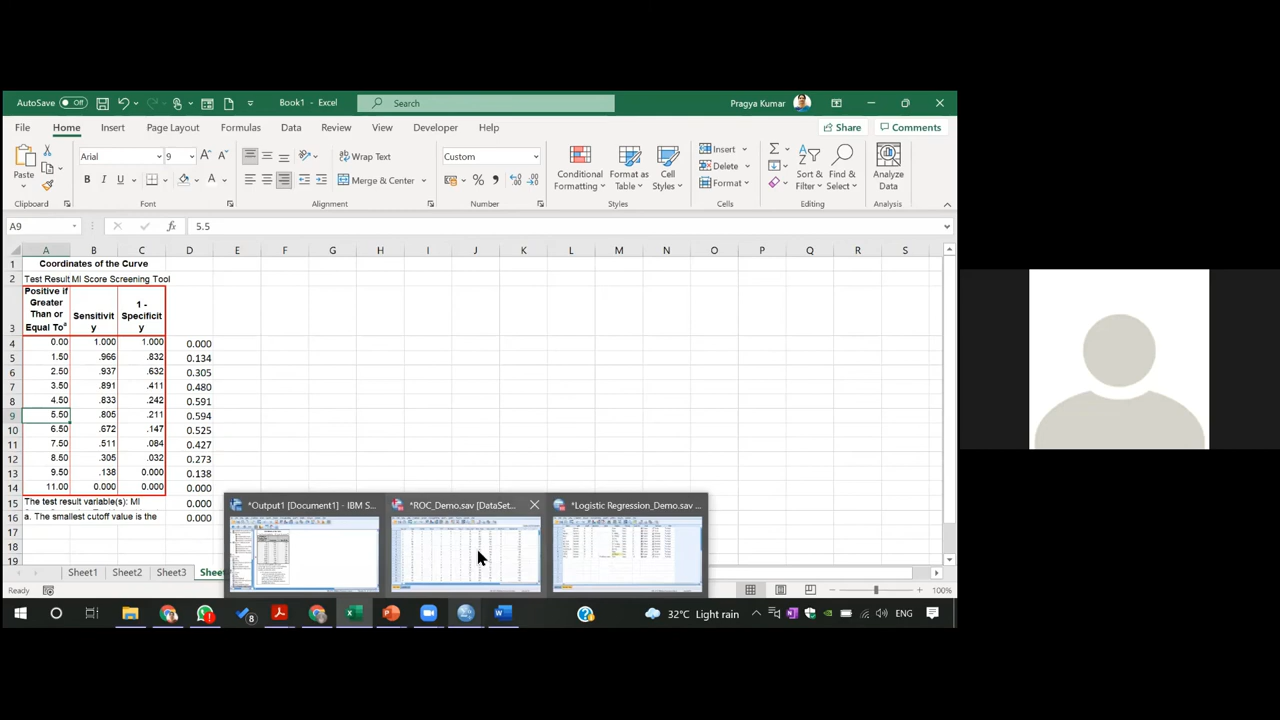 AutoSave Off Book1 - Excel Search Pragya Kumar
File Home Insert Page Layout Formulas Data Review View Developer Help Share Comments
Paste Arial 9 Wrap Text Custom Conditional Formatting Format as Table Cell Styles Insert Sort & Filter Find & Select Analyze Data
B I U Merge & Center Delete
Format
Clipboard Font Alignment Number Styles Cells Editing Analysis
A9 fx 5.5
A B C D E F G H I J K L M N O P Q R S
1 Coordinates of the Curve
2 Test Result MI Score Screening Tool
3 Positive if Greater Than or Equal Toa Sensitivity 1 - Specificity
4 0.00 1.000 1.000 0.000
5 1.50 .966 .832 0.134
6 2.50 .937 .632 0.305
7 3.50 .891 .411 0.480
8 4.50 .833 .242 0.591
9 5.50 .805 .211 0.594
10 6.50 .672 .147 0.525
11 7.50 .511 .084 0.427
12 8.50 .305 .032 0.273
13 9.50 .138 0.000 0.138
14 11.00 0.000 0.000 0.000
15 The test result variable(s): MI 0.000
16 a. The smallest cutoff value is the 0.000
17
18
19
*Output1 [Document1] - IBM S... *ROC_Demo.sav [DataSet... *Logistic Regression_Demo.sav ...
Sheet1 Sheet2 Sheet3 Sheet
Ready 100%
8 32°C Light rain ENG